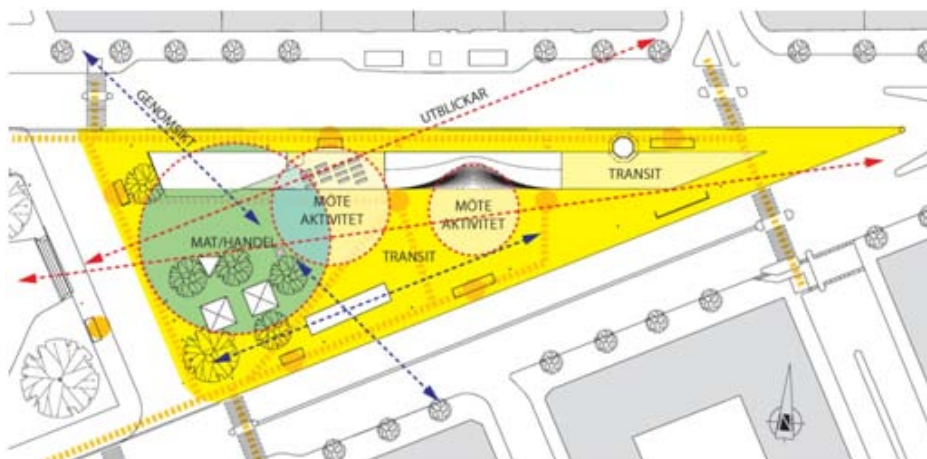 GENOMSIKT
UTBLICKAR
TRANSIT
MÖTE
AKTIVITET
MÖTE
AKTIVITET
MAT/HANDEL
TRANSIT
N